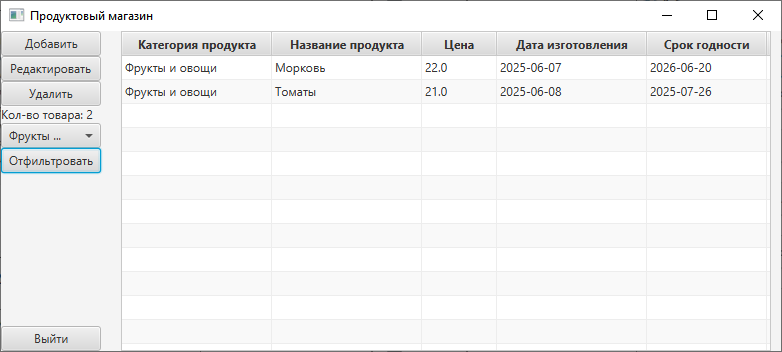 Продуктовый магазин
Добавить
Редактировать
Удалить
Кол-во товара: 2
Фрукты ...
Отфильтровать
Выйти
Категория продукта Название продукта Цена Дата изготовления Срок годности
Фрукты и овощи Морковь 22.0 2025-06-07 2026-06-20
Фрукты и овощи Томаты 21.0 2025-06-08 2025-07-26